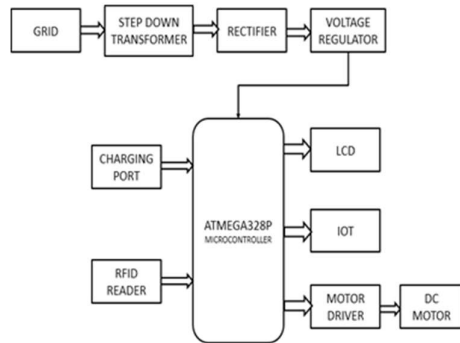 GRID
STEP DOWN
TRANSFORMER
RECTIFIER
VOLTAGE
REGULATOR
CHARGING
PORT
LCD
ATMEGA328P
MICROCONTROLLER
IOT
RFID
READER
MOTOR
DRIVER
DC
MOTOR